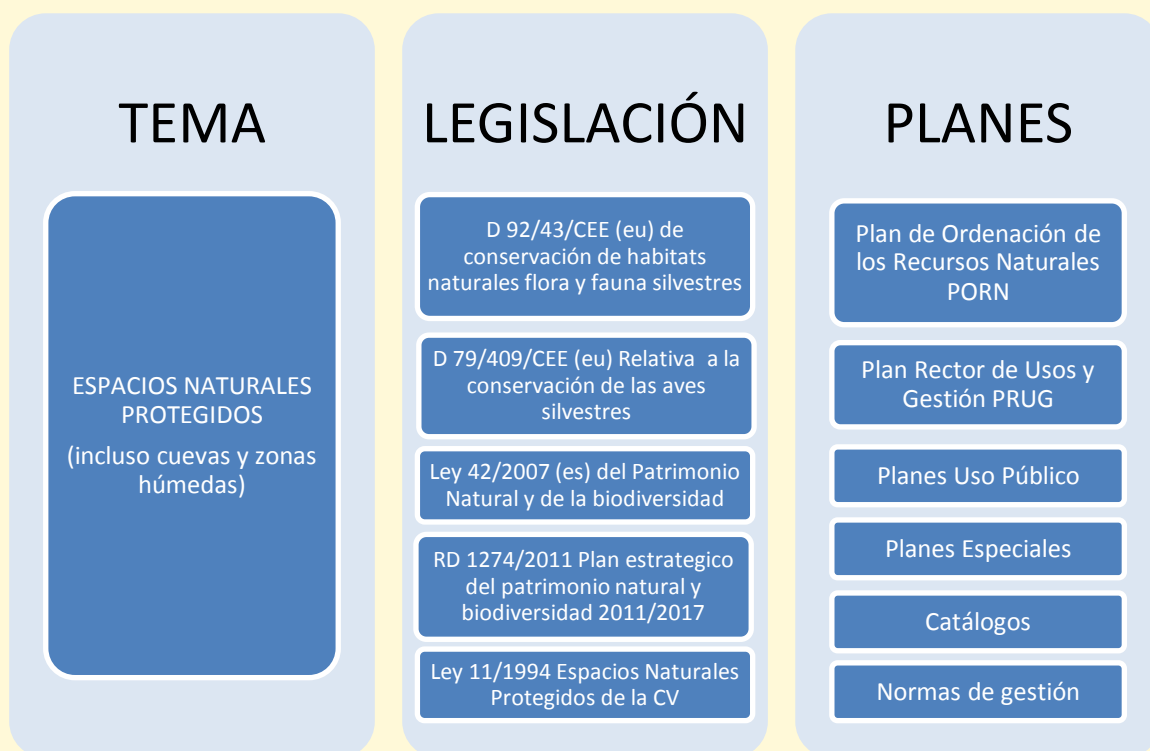 TEMA
ESPACIOS NATURALES
PROTEGIDOS
(incluso cuevas y zonas
húmedas)
LEGISLACIÓN
D 92/43/CEE (eu) de
conservación de habitats
naturales flora y fauna silvestres
D 79/409/CEE (eu) Relativa a la
conservación de las aves
silvestres
Ley 42/2007 (es) del Patrimonio
Natural y de la biodiversidad
RD 1274/2011 Plan estrategico
del patrimonio natural y
biodiversidad 2011/2017
Ley 11/1994 Espacios Naturales
Protegidos de la CV
PLANES
Plan de Ordenación de
los Recursos Naturales
PORN
Plan Rector de Usos y
Gestión PRUG
Planes Uso Público
Planes Especiales
Catálogos
Normas de gestión